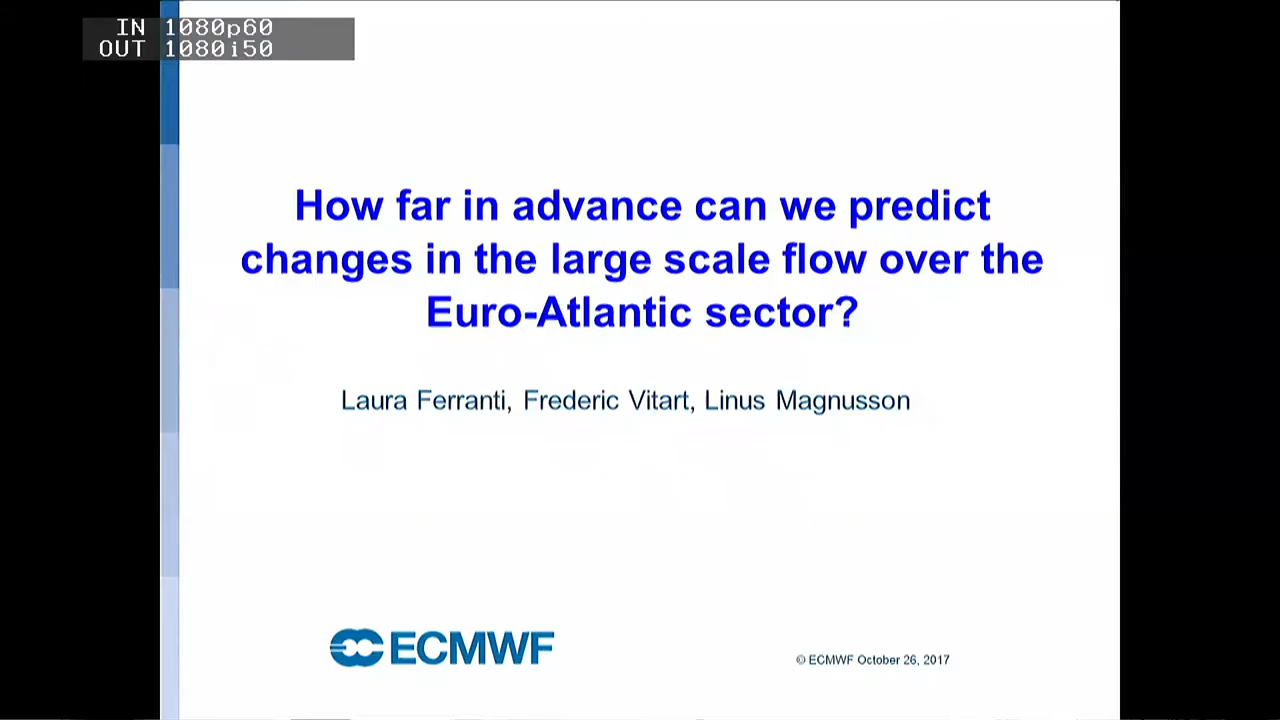 IN 1080p60
OUT 1080i50
How far in advance can we predict
changes in the large scale flow over the
Euro-Atlantic sector?
Laura Ferranti, Frederic Vitart, Linus Magnusson
ECMWF
© ECMWF October 26, 2017